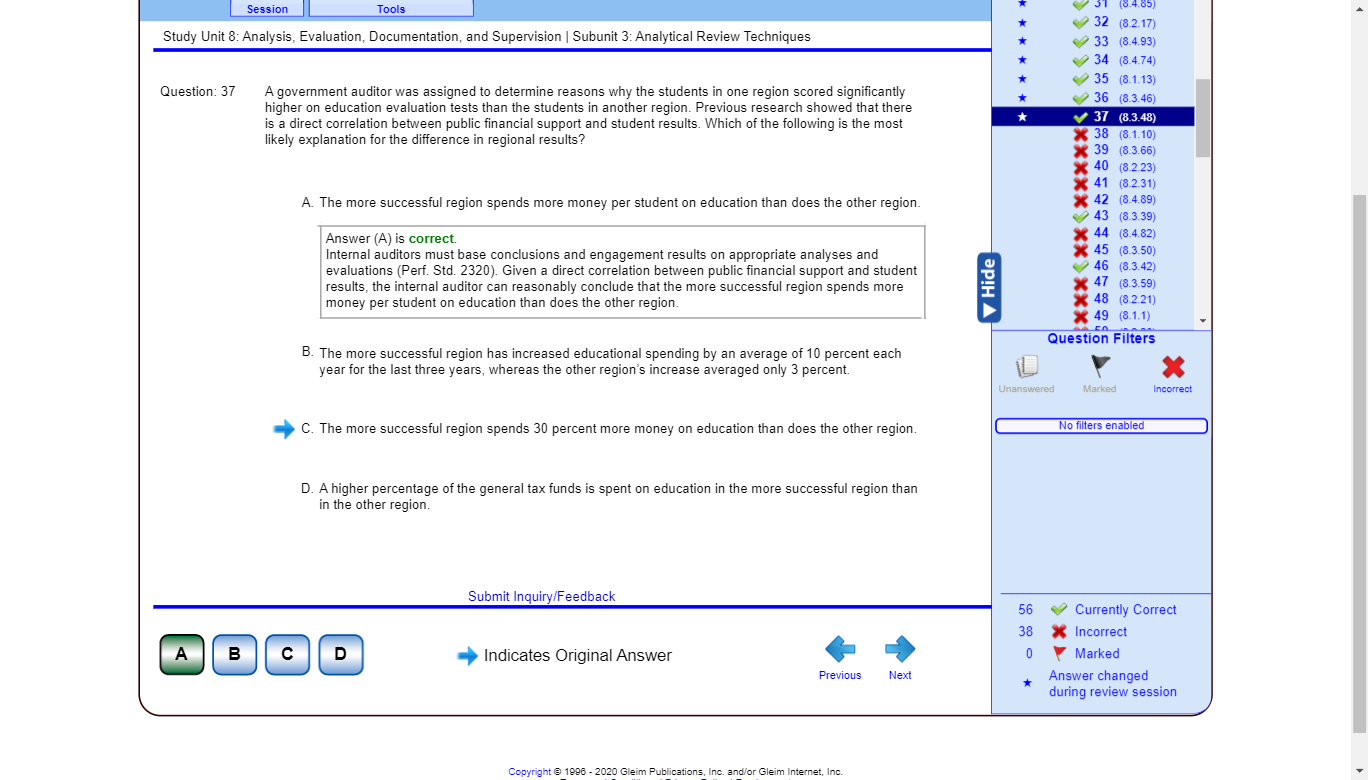 Session
Tools
Study Unit 8: Analysis, Evaluation, Documentation, and Supervision | Subunit 3: Analytical Review Techniques
Question: 37
A government auditor was assigned to determine reasons why the students in one region scored significantly
higher on education evaluation tests than the students in another region. Previous research showed that there
is a direct correlation between public financial support and student results. Which of the following is the most
likely explanation for the difference in regional results?
A. The more successful region spends more money per student on education than does the other region.
Answer (A) is correct.
Internal auditors must base conclusions and engagement results on appropriate analyses and
evaluations (Perf. Std. 2320). Given a direct correlation between public financial support and student
results, the internal auditor can reasonably conclude that the more successful region spends more
money per student on education than does the other region.
B. The more successful region has increased educational spending by an average of 10 percent each
year for the last three years, whereas the other region's increase averaged only 3 percent.
C. The more successful region spends 30 percent more money on education than does the other region.
D. A higher percentage of the general tax funds is spent on education in the more successful region than
in the other region.
Submit Inquiry/Feedback
A B C D
Indicates Original Answer
Previous
Next
31 (8.4.85)
32 (8.2.17)
33 (8.4.93)
34 (8.4.74)
35 (8.1.13)
36 (8.3.46)
37 (8.3.48)
38 (8.1.10)
39 (8.3.66)
40 (8.2.23)
41 (8.2.31)
42 (8.4.89)
43 (8.3.39)
44 (8.4.82)
45 (8.3.50)
46 (8.3.42)
47 (8.3.59)
48 (8.2.21)
49 (8.1.1)
Hide
Question Filters
Unanswered
Marked
Incorrect
No filters enabled
56 Currently Correct
38 Incorrect
0 Marked
Answer changed
during review session
Copyright © 1996 - 2020 Gleim Publications, Inc. and/or Gleim Internet, Inc.